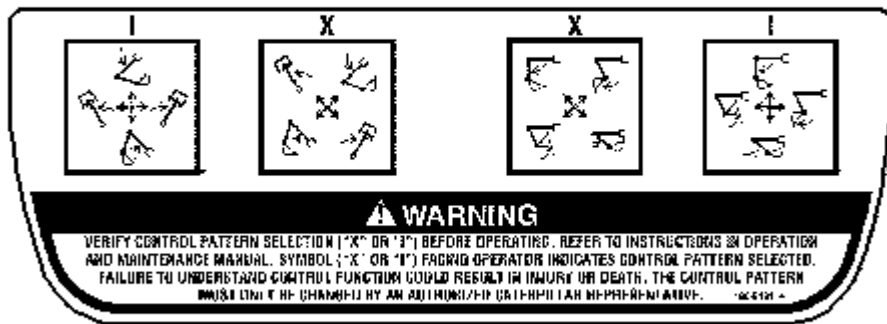 I X X I
WARNING
VERIFY CONTROL PATTERN SELECTION ("X" OR "I") BEFORE OPERATING. REFER TO INSTRUCTIONS IN OPERATION
AND MAINTENANCE MANUAL. SYMBOL ("X" OR "I") FACING OPERATOR INDICATES CONTROL PATTERN SELECTED.
FAILURE TO UNDERSTAND CONTROL FUNCTION COULD RESULT IN INJURY OR DEATH. THE CONTROL PATTERN
MUST ONLY BE CHANGED BY AN AUTHORIZED CATERPILLAR REPRESENTATIVE.